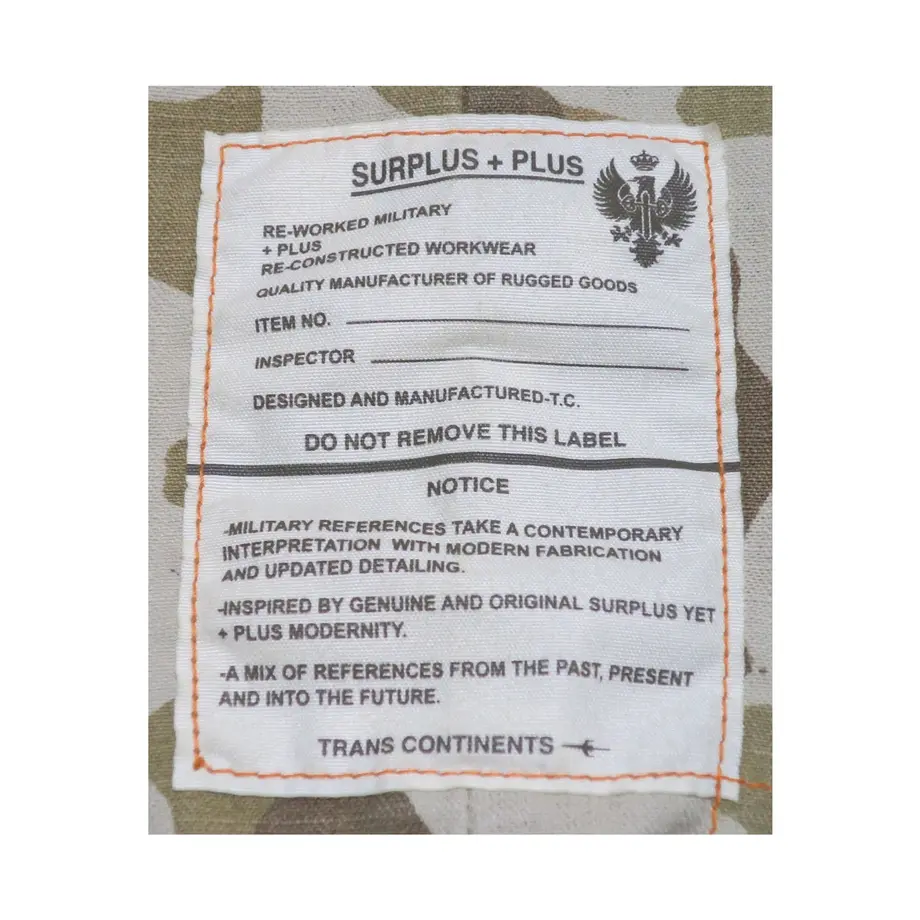 SURPLUS + PLUS
RE-WORKED MILITARY
+ PLUS
RE-CONSTRUCTED WORKWEAR
QUALITY MANUFACTURER OF RUGGED GOODS
ITEM NO.
INSPECTOR
DESIGNED AND MANUFACTURED-T.C.
DO NOT REMOVE THIS LABEL
NOTICE
-MILITARY REFERENCES TAKE A CONTEMPORARY
INTERPRETATION WITH MODERN FABRICATION
AND UPDATED DETAILING.
-INSPIRED BY GENUINE AND ORIGINAL SURPLUS YET
+ PLUS MODERNITY.
-A MIX OF REFERENCES FROM THE PAST, PRESENT
AND INTO THE FUTURE.
TRANS CONTINENTS